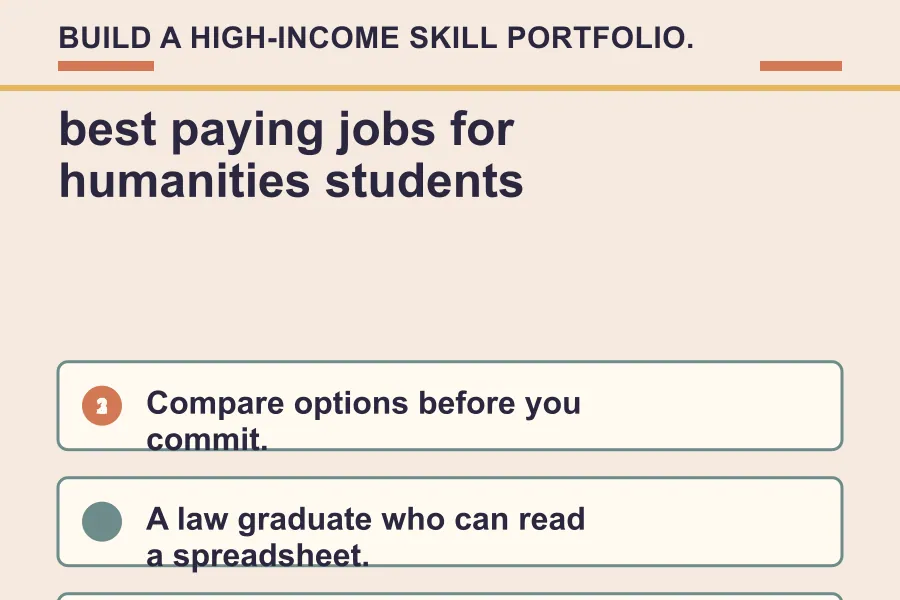 BUILD A HIGH-INCOME SKILL PORTFOLIO.
best paying jobs for
humanities students
Compare options before you
commit.
A law graduate who can read
a spreadsheet.